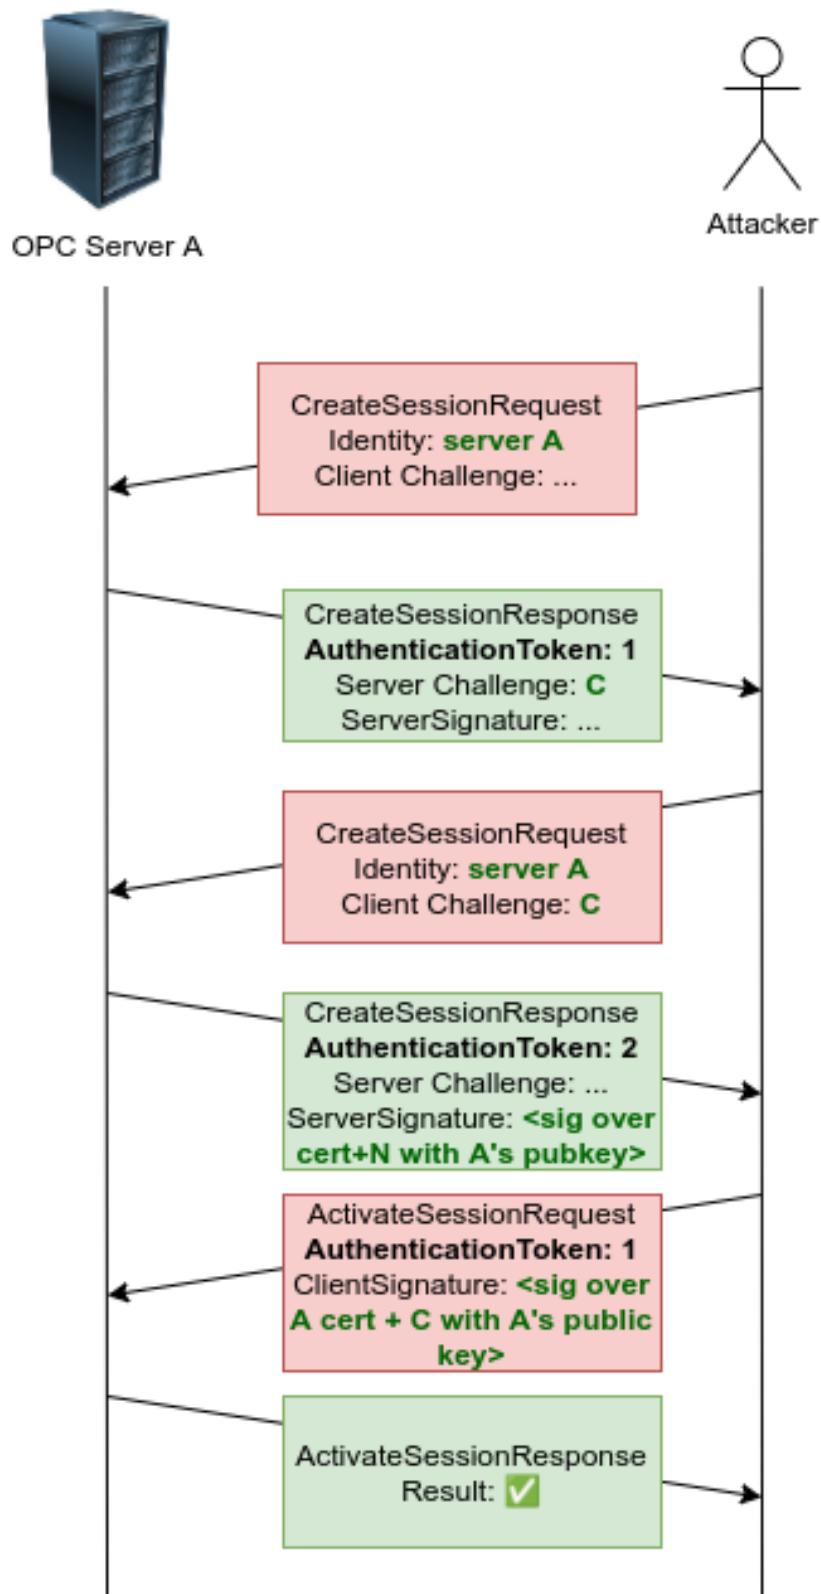 OPC Server A
Attacker
CreateSessionRequest
Identity: server A
Client Challenge: ...
CreateSessionResponse
AuthenticationToken: 1
Server Challenge: C
ServerSignature: ...
CreateSessionRequest
Identity: server A
Client Challenge: C
CreateSessionResponse
AuthenticationToken: 2
Server Challenge: ...
ServerSignature: <sig over
cert+N with A's pubkey>
ActivateSessionRequest
AuthenticationToken: 1
ClientSignature: <sig over
A cert + C with A's public
key>
ActivateSessionResponse
Result: ✅